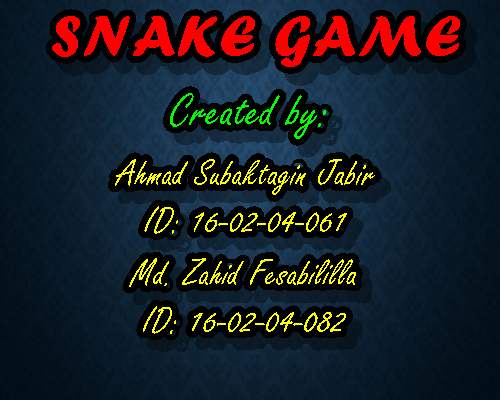 SNAKE GAME
Created by:
Ahmad Subaktagin Jabir
ID: 16-02-04-061
Md. Zahid Fesabililla
ID: 16-02-04-082